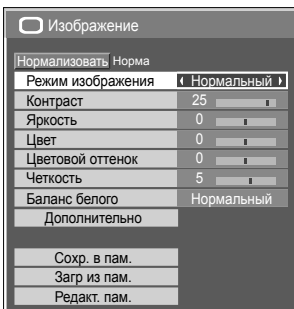 Изображение
Нормализовать Норма
Режим изображения Нормальный
Контраст 25
Яркость 0
Цвет 0
Цветовой оттенок 0
Четкость 5
Баланс белого Нормальный
Дополнительно
Сохр. в пам.
Загр из пам.
Редакт. пам.